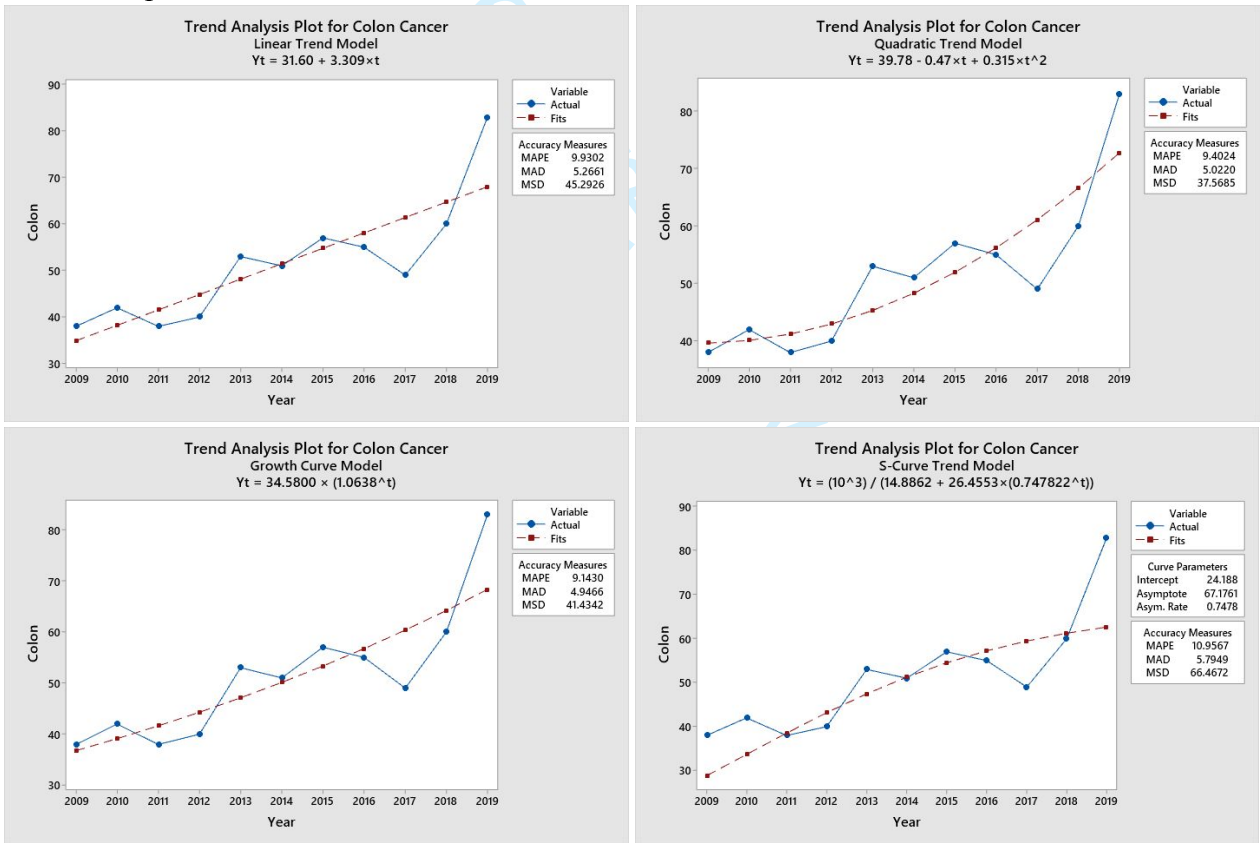 Trend Analysis Plot for Colon Cancer
Linear Trend Model
Yt = 31.60 + 3.309×t
90
80
70
60
50
40
30
Colon
2009 2010 2011 2012 2013 2014 2015 2016 2017 2018 2019
Year
Variable
Actual
Fits
Accuracy Measures
MAPE 9.9302
MAD 5.2661
MSD 45.2926
Trend Analysis Plot for Colon Cancer
Quadratic Trend Model
Yt = 39.78 - 0.47×t + 0.315×t^2
80
70
60
50
40
Colon
2009 2010 2011 2012 2013 2014 2015 2016 2017 2018 2019
Year
Variable
Actual
Fits
Accuracy Measures
MAPE 9.4024
MAD 5.0220
MSD 37.5685
Trend Analysis Plot for Colon Cancer
Growth Curve Model
Yt = 34.5800 × (1.0638^t)
80
70
60
50
40
30
Colon
2009 2010 2011 2012 2013 2014 2015 2016 2017 2018 2019
Year
Variable
Actual
Fits
Accuracy Measures
MAPE 9.1430
MAD 4.9466
MSD 41.4342
Trend Analysis Plot for Colon Cancer
S-Curve Trend Model
Yt = (10^3) / (14.8862 + 26.4553×(0.747822^t))
90
80
70
60
50
40
30
Colon
2009 2010 2011 2012 2013 2014 2015 2016 2017 2018 2019
Year
Variable
Actual
Fits
Curve Parameters
Intercept 24.188
Asymptote 67.1761
Asym. Rate 0.7478
Accuracy Measures
MAPE 10.9567
MAD 5.7949
MSD 66.4672